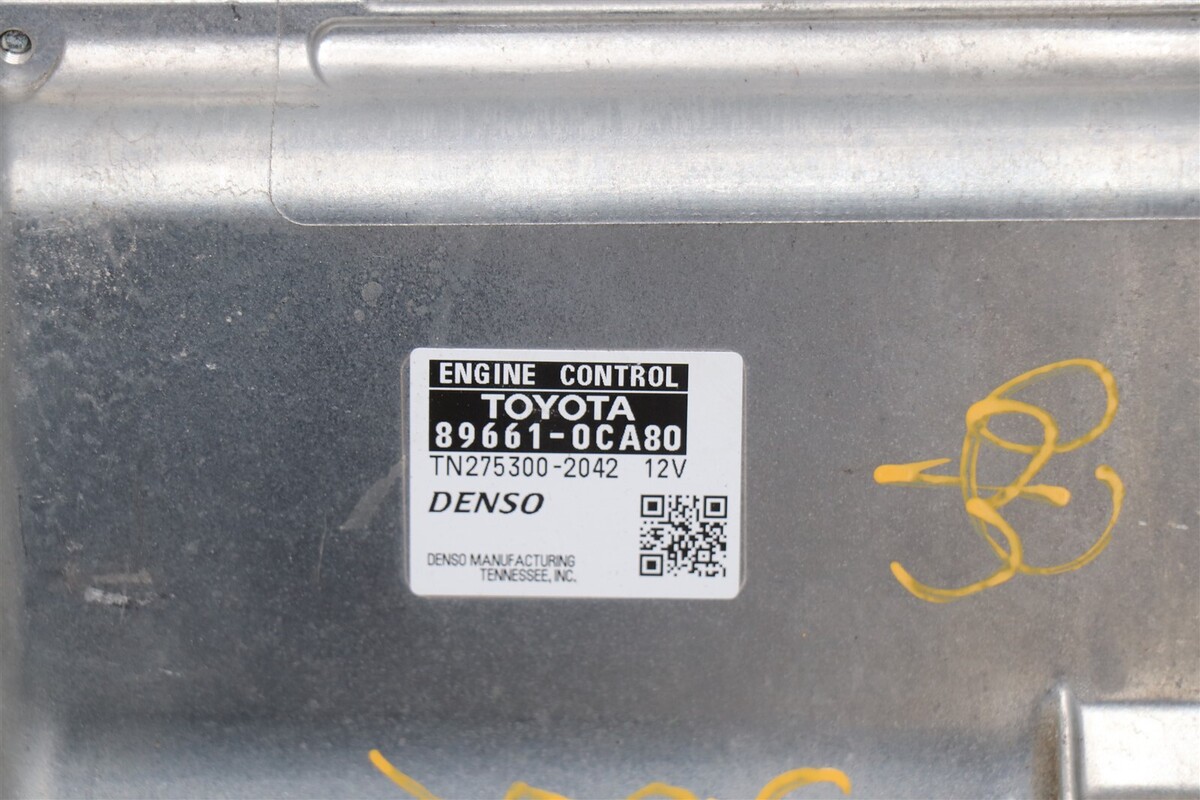 ENGINE CONTROL
TOYOTA
89661-0CA80
TN275300-2042 12V
DENSO
DENSO MANUFACTURING
TENNESSEE, INC.